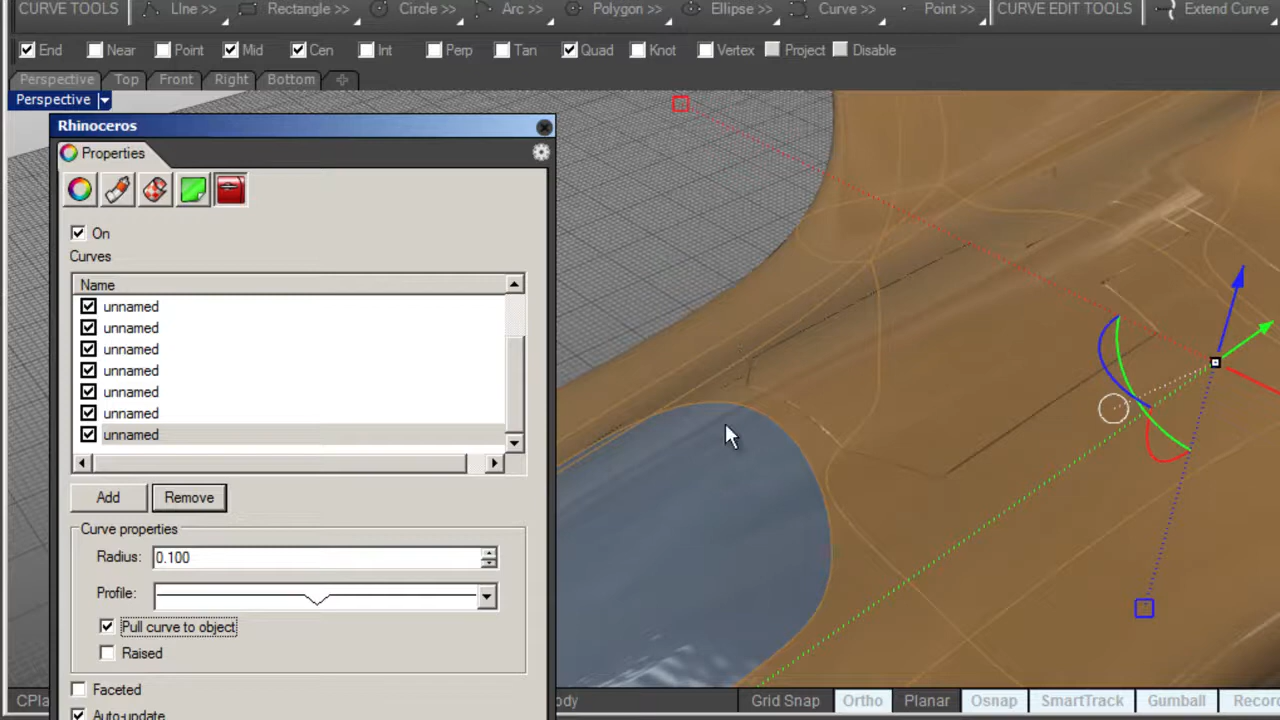 CURVE TOOLS LIne >> Rectangle >> Circle >> Arc >> Polygon >> Ellipse >> Curve >> Point >> CURVE EDIT TOOLS Extend Curve
End Near Point Mid Cen Int Perp Tan Quad Knot Vertex Project Disable
Perspective Top Front Right Bottom
Perspective
Rhinoceros
Properties
On
Curves
Name
unnamed
unnamed
unnamed
unnamed
unnamed
unnamed
unnamed
Add Remove
Curve properties
Radius: 0.100
Profile:
Pull curve to object
Raised
Faceted
Auto-update
Grid Snap Ortho Planar Osnap SmartTrack Gumball